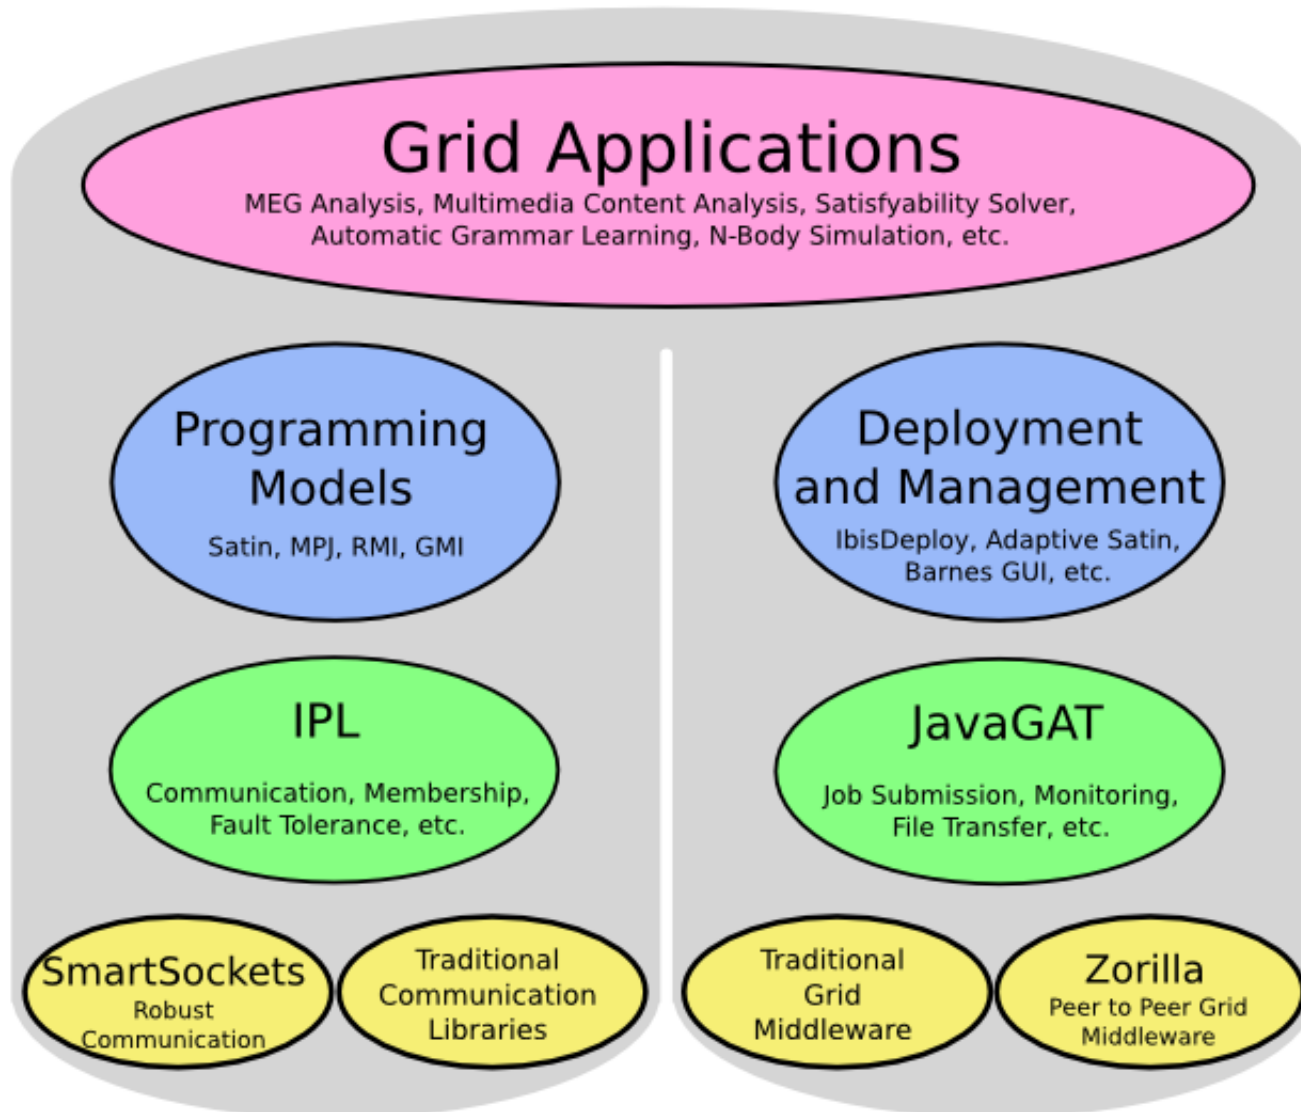 Grid Applications
MEG Analysis, Multimedia Content Analysis, Satisfyability Solver,
Automatic Grammar Learning, N-Body Simulation, etc.
Programming
Models
Satin, MPJ, RMI, GMI
Deployment
and Management
IbisDeploy, Adaptive Satin,
Barnes GUI, etc.
IPL
Communication, Membership,
Fault Tolerance, etc.
JavaGAT
Job Submission, Monitoring,
File Transfer, etc.
SmartSockets
Robust
Communication
Traditional
Communication
Libraries
Traditional
Grid
Middleware
Zorilla
Peer to Peer Grid
Middleware